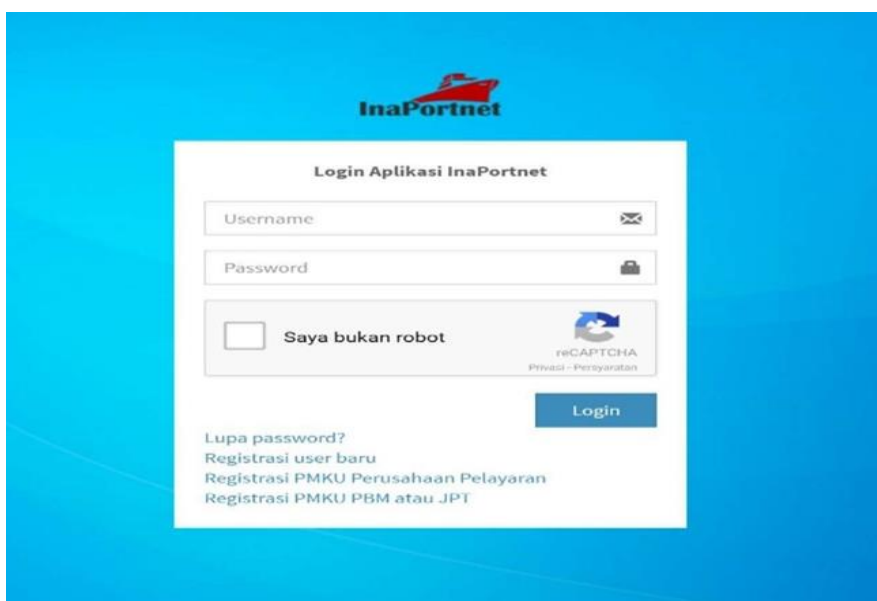 InaPortnet
Login Aplikasi InaPortnet
Username
Password
Saya bukan robot
reCAPTCHA
Privasi - Persyaratan
Login
Lupa password?
Registrasi user baru
Registrasi PMKU Perusahaan Pelayaran
Registrasi PMKU PBM atau JPT